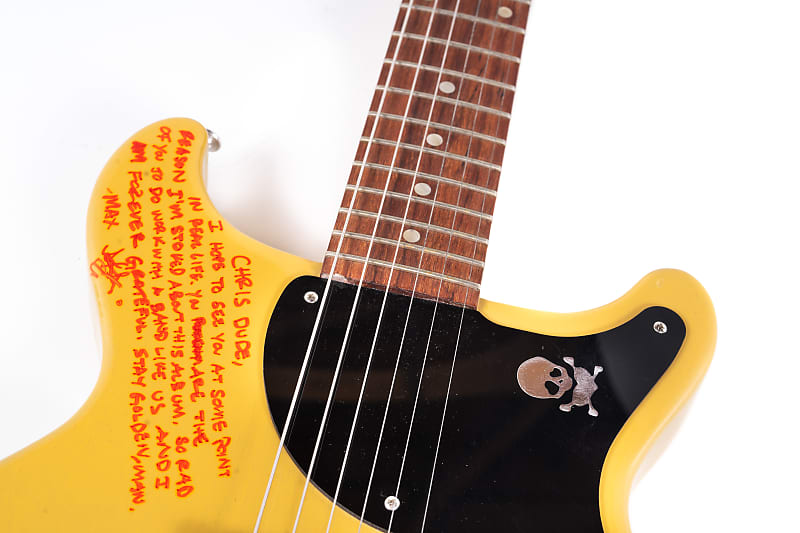 CHRIS DUDE,
I HOPE TO SEE YOU AT SOME POINT
IN REAL LIFE. YOU ARE THE
REASON I'M STOKED ABOUT THIS ALBUM, SO RAD
OF YOU TO DO WORK WITH A BAND LIKE US AND I
AM FOREVER GRATEFUL, STAY GOLDEN, MAN.
-MAX